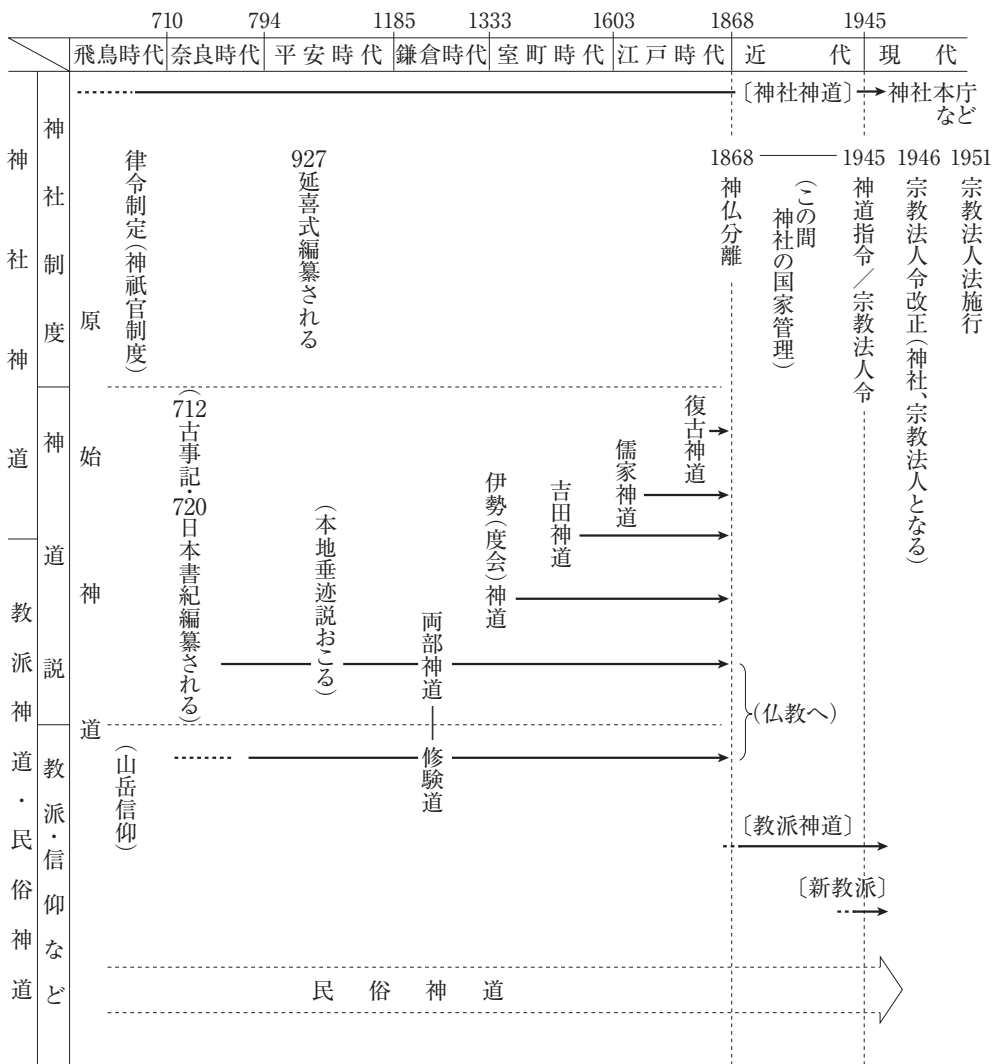 710 794 1185 1333 1603 1868 1945
飛鳥時代 奈良時代 平安時代 鎌倉時代 室町時代 江戸時代 近代 現代
神社神道
教派神道・民俗神道
神社制度
神道説
教派・信仰など
原始神道
〔神社神道〕
神社本庁
など
律令制定(神祇官制度)
927
延喜式編纂される
1868
神仏分離
(この間
神社の国家管理)
1945
神道指令/宗教法人令
1946
宗教法人令改正(神社、宗教法人となる)
1951
宗教法人法施行
(712古事記・720日本書紀編纂される)
(本地垂迹説おこる)
両部神道
伊勢(度会)神道
吉田神道
儒家神道
復古神道
(仏教へ)
(山岳信仰)
修験道
〔教派神道〕
〔新教派〕
民俗神道